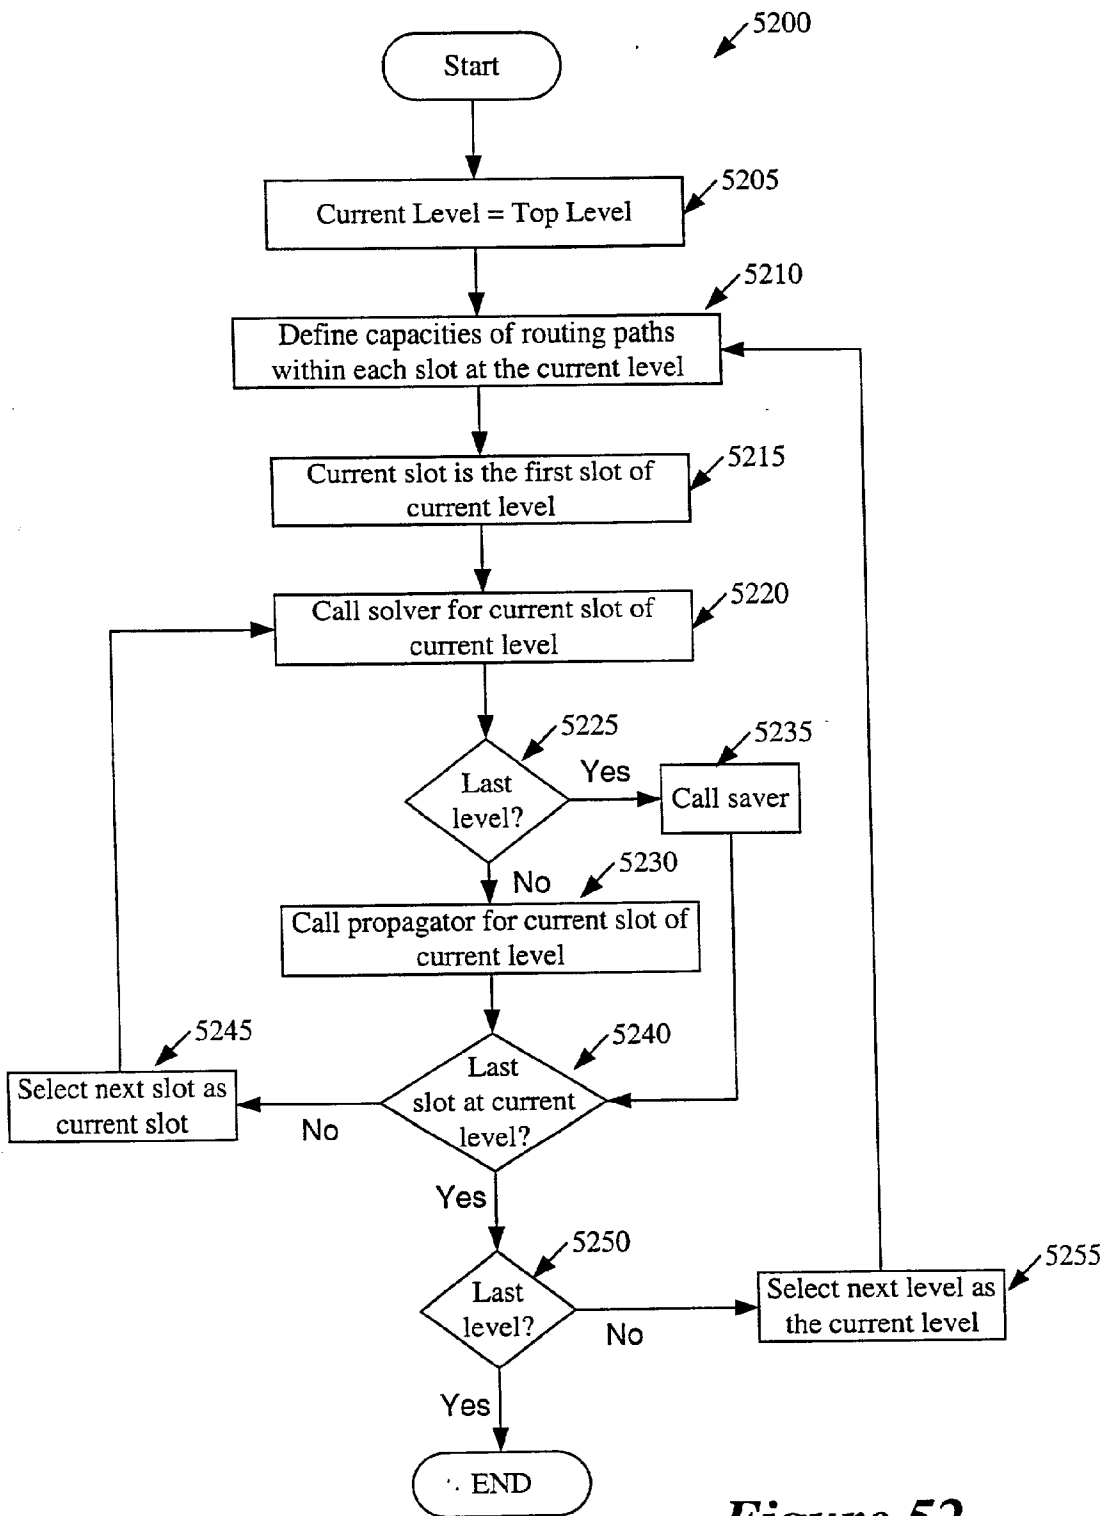 5200
Start
5205
Current Level = Top Level
5210
Define capacities of routing paths
within each slot at the current level
5215
Current slot is the first slot of
current level
5220
Call solver for current slot of
current level
5225
Last
level?
Yes
5235
Call saver
No
5230
Call propagator for current slot of
current level
5245
Select next slot as
current slot
5240
Last
slot at current
level?
No
Yes
5250
Last
level?
No
5255
Select next level as
the current level
Yes
END
Figure 52